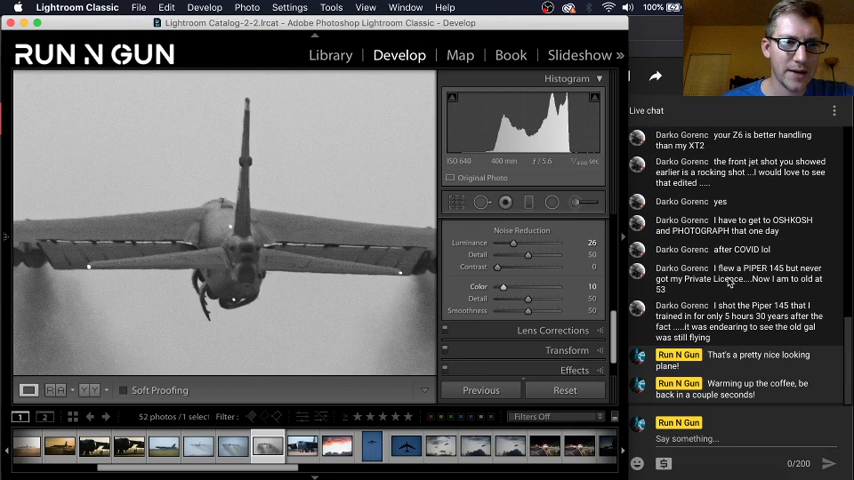 Lightroom Classic File Edit Develop Photo Settings Tools View Window Help 100%
Lightroom Catalog-2-2.lrcat - Adobe Photoshop Lightroom Classic - Develop
RUN N GUN Library Develop Map Book Slideshow »
Histogram
ISO 640 400 mm ƒ / 5.6
Original Photo
Noise Reduction
Luminance 26
Detail 50
Contrast 0
Color 10
Detail 50
Smoothness 50
Lens Corrections
Transform
Effects
Previous Reset
Soft Proofing
1 2 52 photos/1 selected Filter: Filters Off
Live chat
Darko Gorenc your Z6 is better handling
than my XT2
Darko Gorenc the front jet shot you showed
earlier is a rocking shot ...I would love to see
that edited .....
Darko Gorenc yes
Darko Gorenc I have to get to OSHKOSH
and PHOTOGRAPH that one day
Darko Gorenc after COVID lol
Darko Gorenc I flew a PIPER 145 but never
got my Private Licence....Now I am to old at
53
Darko Gorenc I shot the Piper 145 that I
trained in for only 5 hours 30 years after the
fact .....it was endearing to see the old gal
was still flying
Run N Gun That's a pretty nice looking
plane!
Run N Gun Warming up the coffee, be
back in a couple seconds!
Run N Gun
Say something...
0/200